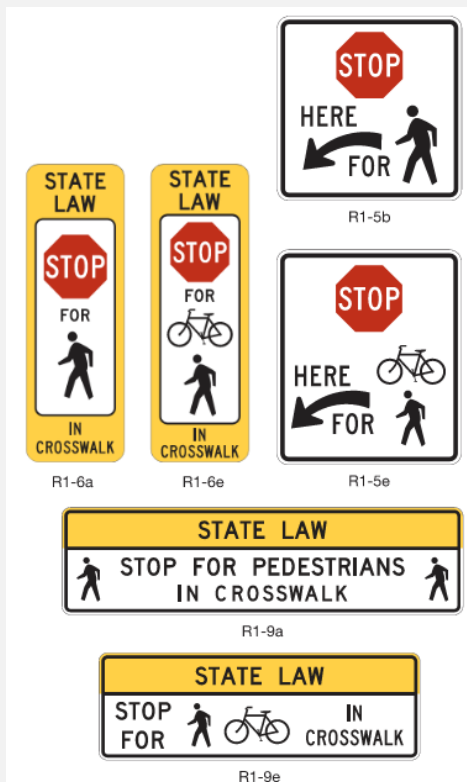 STATE
LAW
STOP
FOR
IN
CROSSWALK
R1-6a
STATE
LAW
STOP
FOR
IN
CROSSWALK
R1-6e
STOP
HERE
FOR
R1-5b
STOP
HERE
FOR
R1-5e
STATE LAW
STOP FOR PEDESTRIANS
IN CROSSWALK
R1-9a
STATE LAW
STOP
FOR
IN
CROSSWALK
R1-9e